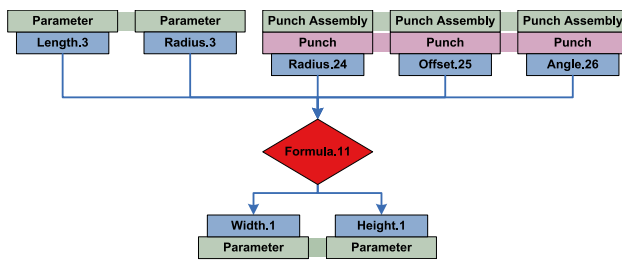 Parameter Parameter Punch Assembly Punch Assembly Punch Assembly
Length.3 Radius.3 Punch Punch Punch
Radius.24 Offset.25 Angle.26
Formula.11
Width.1 Height.1
Parameter Parameter